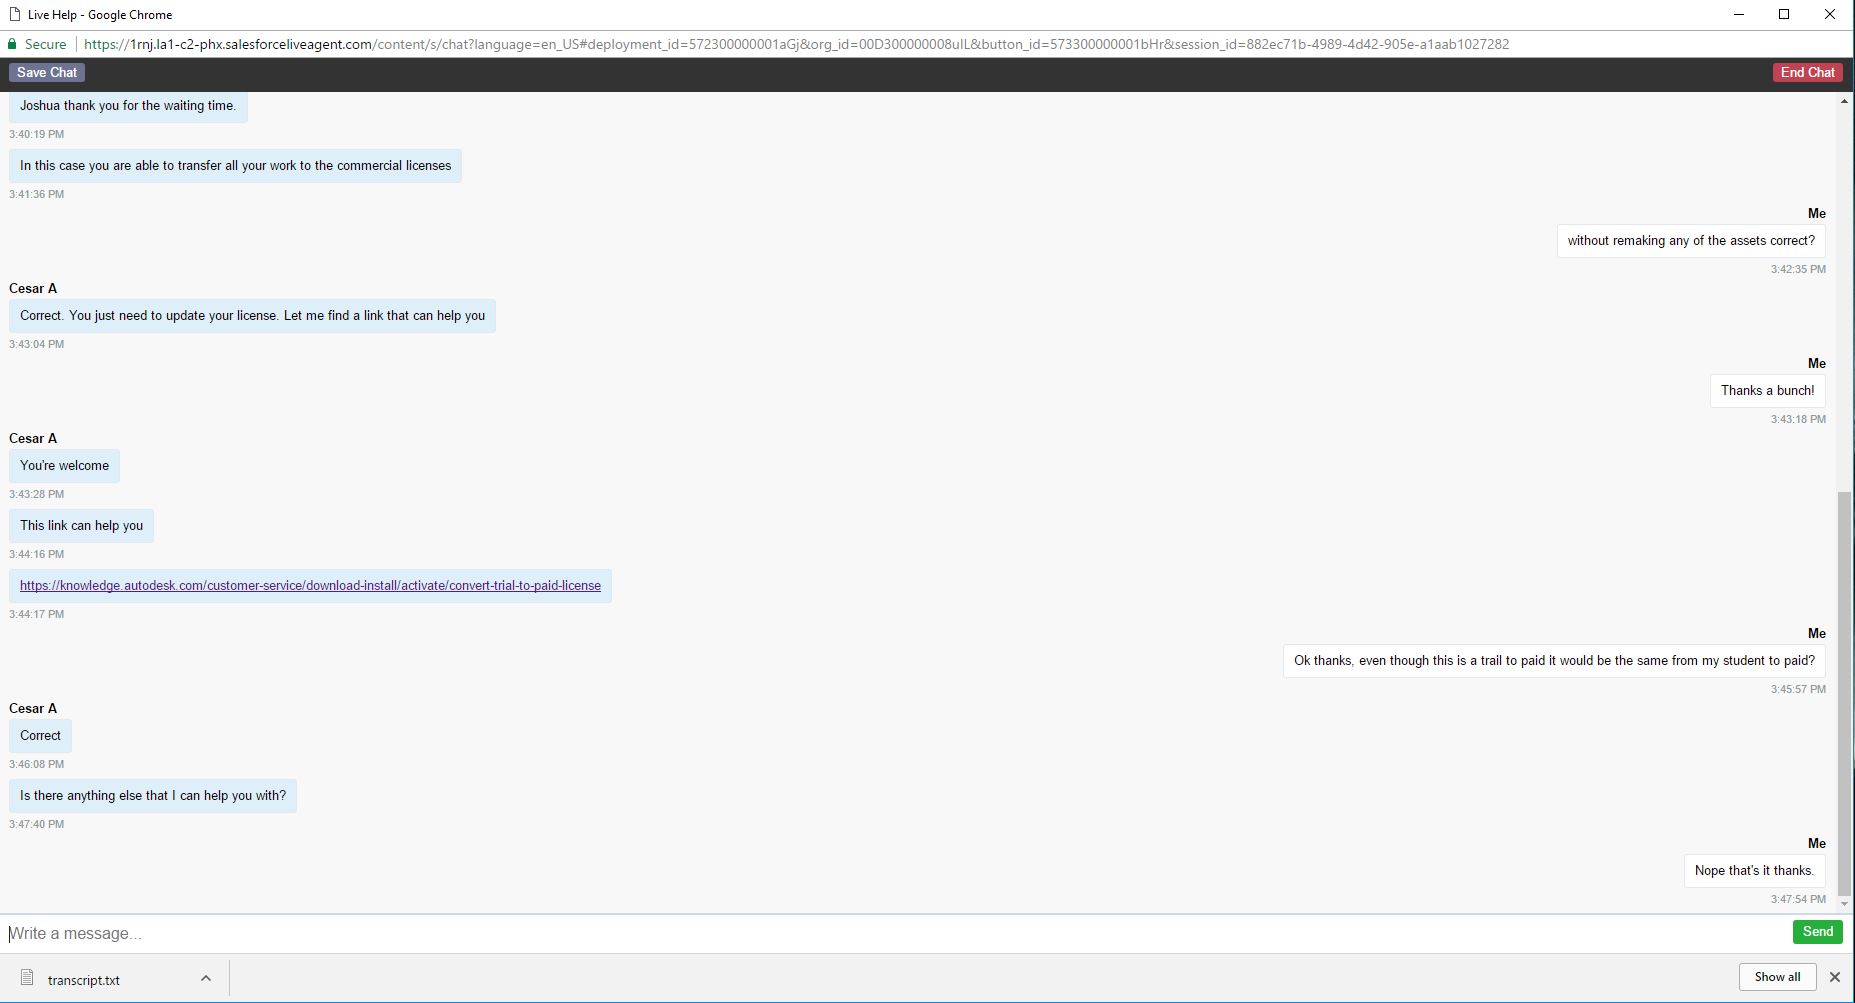 Live Help - Google Chrome
Secure https://1rnj.la1-c2-phx.salesforceliveagent.com/content/s/chat?language=en_US#deployment_id=572300000001aGj&org_id=00D300000008uIL&button_id=573300000001bHr&session_id=882ec71b-4989-4d42-905e-a1aab1027282
Save Chat
End Chat
Joshua thank you for the waiting time.
3:40:19 PM
In this case you are able to transfer all your work to the commercial licenses
3:41:36 PM
Me
without remaking any of the assets correct?
3:42:35 PM
Cesar A
Correct. You just need to update your license. Let me find a link that can help you
3:43:04 PM
Me
Thanks a bunch!
3:43:18 PM
Cesar A
You're welcome
3:43:28 PM
This link can help you
3:44:16 PM
https://knowledge.autodesk.com/customer-service/download-install/activate/convert-trial-to-paid-license
3:44:17 PM
Me
Ok thanks, even though this is a trail to paid it would be the same from my student to paid?
3:45:57 PM
Cesar A
Correct
3:46:08 PM
Is there anything else that I can help you with?
3:47:40 PM
Me
Nope that's it thanks.
3:47:54 PM
Write a message...
Send
transcript.txt
Show all